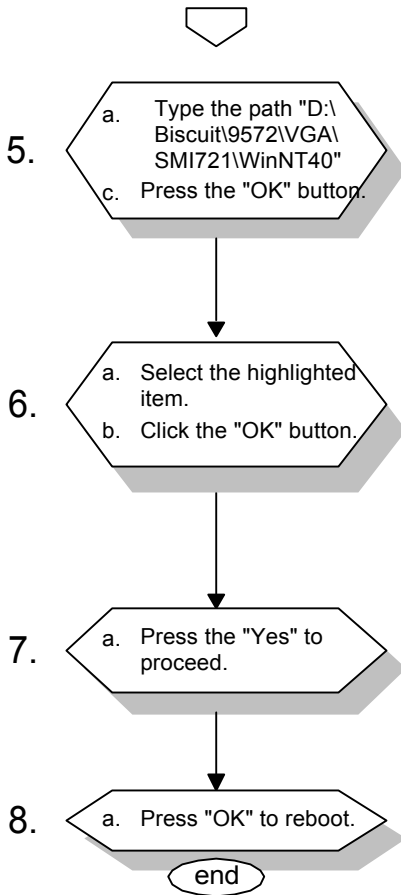 5.
a. Type the path "D:\
Biscuit\9572\VGA\
SMI721\WinNT40"
c. Press the "OK" button.
6.
a. Select the highlighted
item.
b. Click the "OK" button.
7.
a. Press the "Yes" to
proceed.
8.
a. Press "OK" to reboot.
end